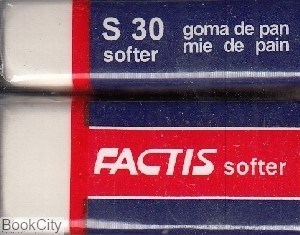 S 30 goma de pan
softer mie de pain
FACTIS softer
BookCity